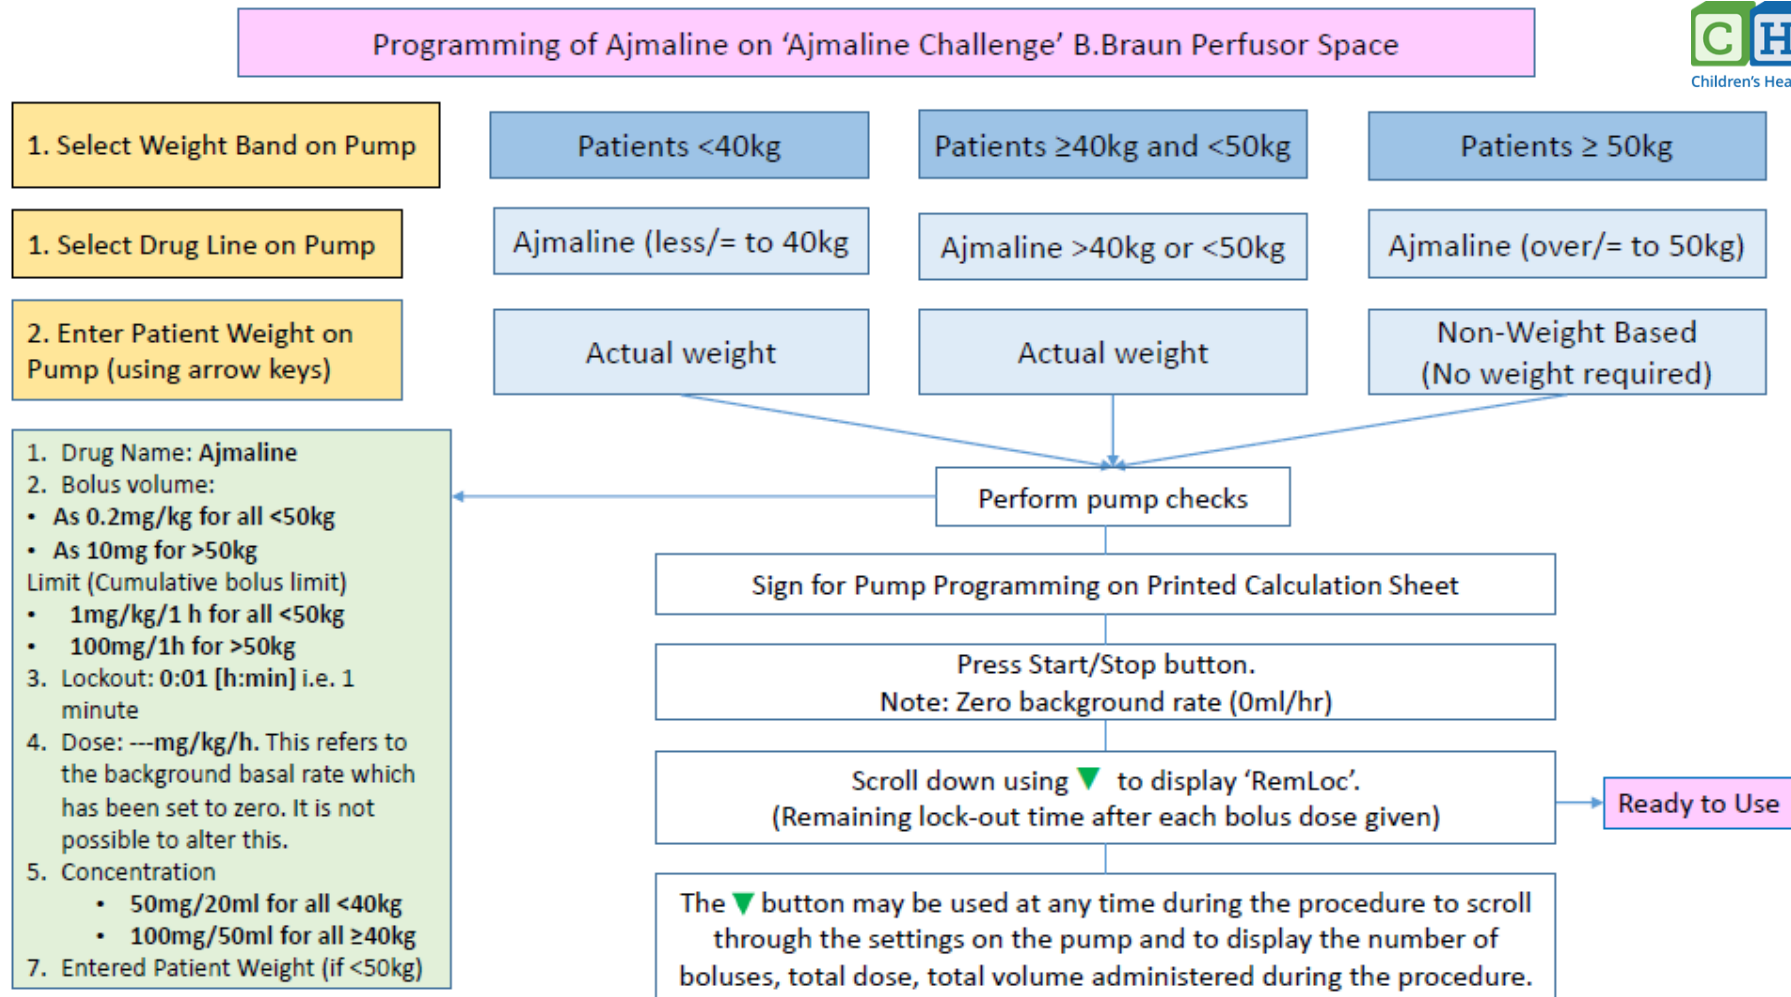 Programming of Ajmaline on ‘Ajmaline Challenge’ B.Braun Perfusor Space
C H
Children's Hea
1. Select Weight Band on Pump
Patients <40kg
Patients ≥40kg and <50kg
Patients ≥ 50kg
1. Select Drug Line on Pump
Ajmaline (less/= to 40kg
Ajmaline >40kg or <50kg
Ajmaline (over/= to 50kg)
2. Enter Patient Weight on
Pump (using arrow keys)
Actual weight
Actual weight
Non-Weight Based
(No weight required)
1. Drug Name: Ajmaline
2. Bolus volume:
• As 0.2mg/kg for all <50kg
• As 10mg for >50kg
Limit (Cumulative bolus limit)
• 1mg/kg/1 h for all <50kg
• 100mg/1h for >50kg
3. Lockout: 0:01 [h:min] i.e. 1
minute
4. Dose: ---mg/kg/h. This refers to
the background basal rate which
has been set to zero. It is not
possible to alter this.
5. Concentration
• 50mg/20ml for all <40kg
• 100mg/50ml for all ≥40kg
7. Entered Patient Weight (if <50kg)
Perform pump checks
Sign for Pump Programming on Printed Calculation Sheet
Press Start/Stop button.
Note: Zero background rate (0ml/hr)
Scroll down using ▼ to display ‘RemLoc’.
(Remaining lock-out time after each bolus dose given)
Ready to Use
The ▼ button may be used at any time during the procedure to scroll
through the settings on the pump and to display the number of
boluses, total dose, total volume administered during the procedure.